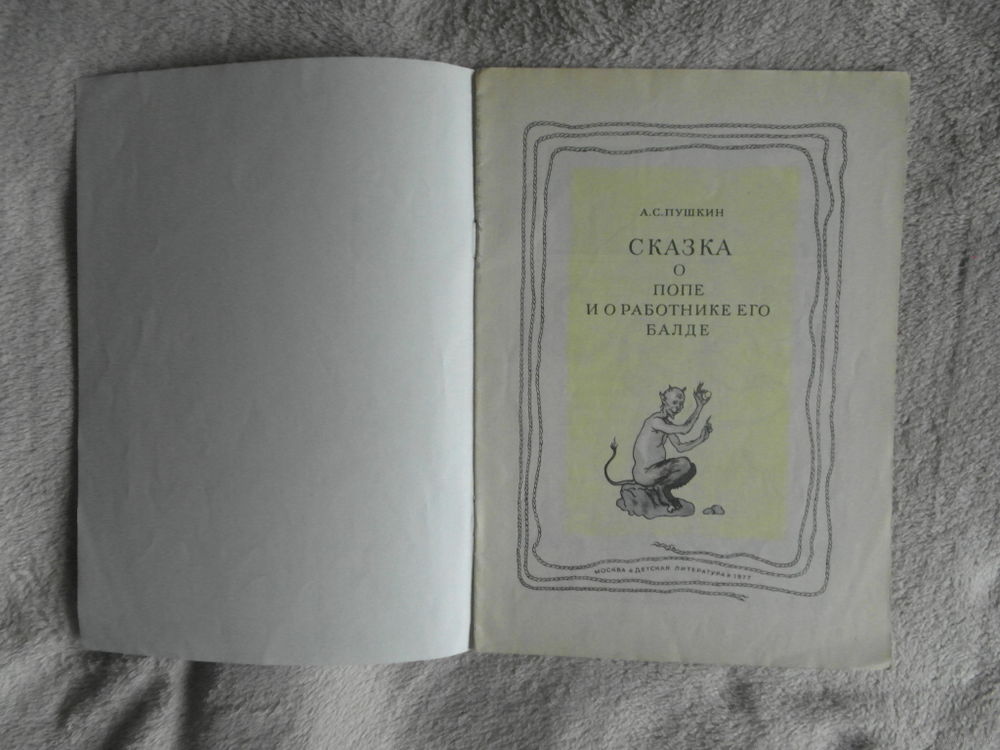 А.С.ПУШКИН
СКАЗКА
О
ПОПЕ
И О РАБОТНИКЕ ЕГО
БАЛДЕ
МОСКВА «ДЕТСКАЯ ЛИТЕРАТУРА» 1977